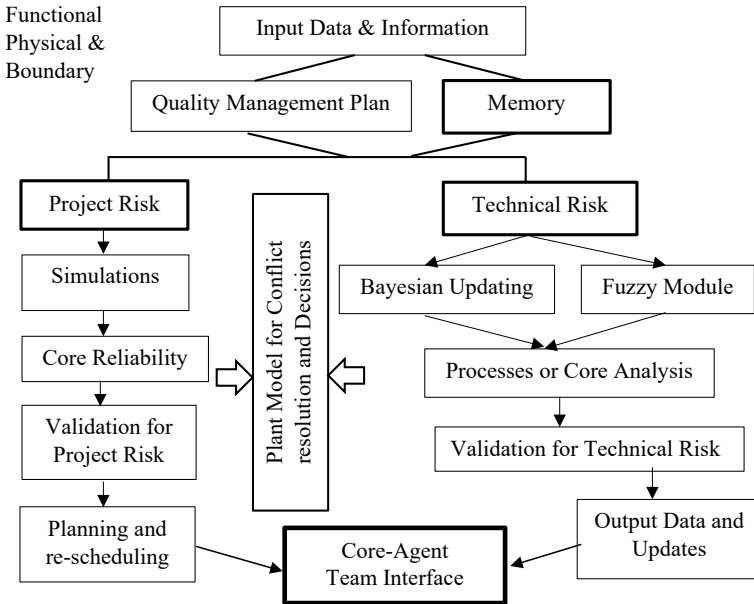 Functional
Physical &
Boundary
Input Data & Information
Quality Management Plan
Memory
Project Risk
Technical Risk
Plant Model for Conflict
resolution and Decisions
Simulations
Bayesian Updating
Fuzzy Module
Core Reliability
Processes or Core Analysis
Validation for
Project Risk
Validation for Technical Risk
Planning and
re-scheduling
Output Data and
Updates
Core-Agent
Team Interface